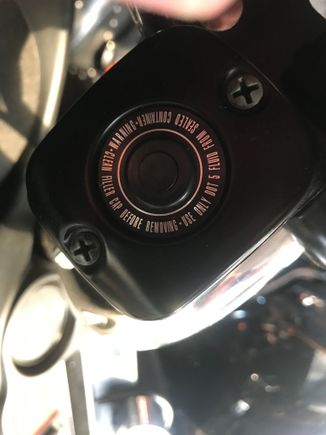 WARNING-CLEAN FILLER CAP BEFORE REMOVING-USE ONLY DOT 5 FLUID FROM SEALED CONTAINER-